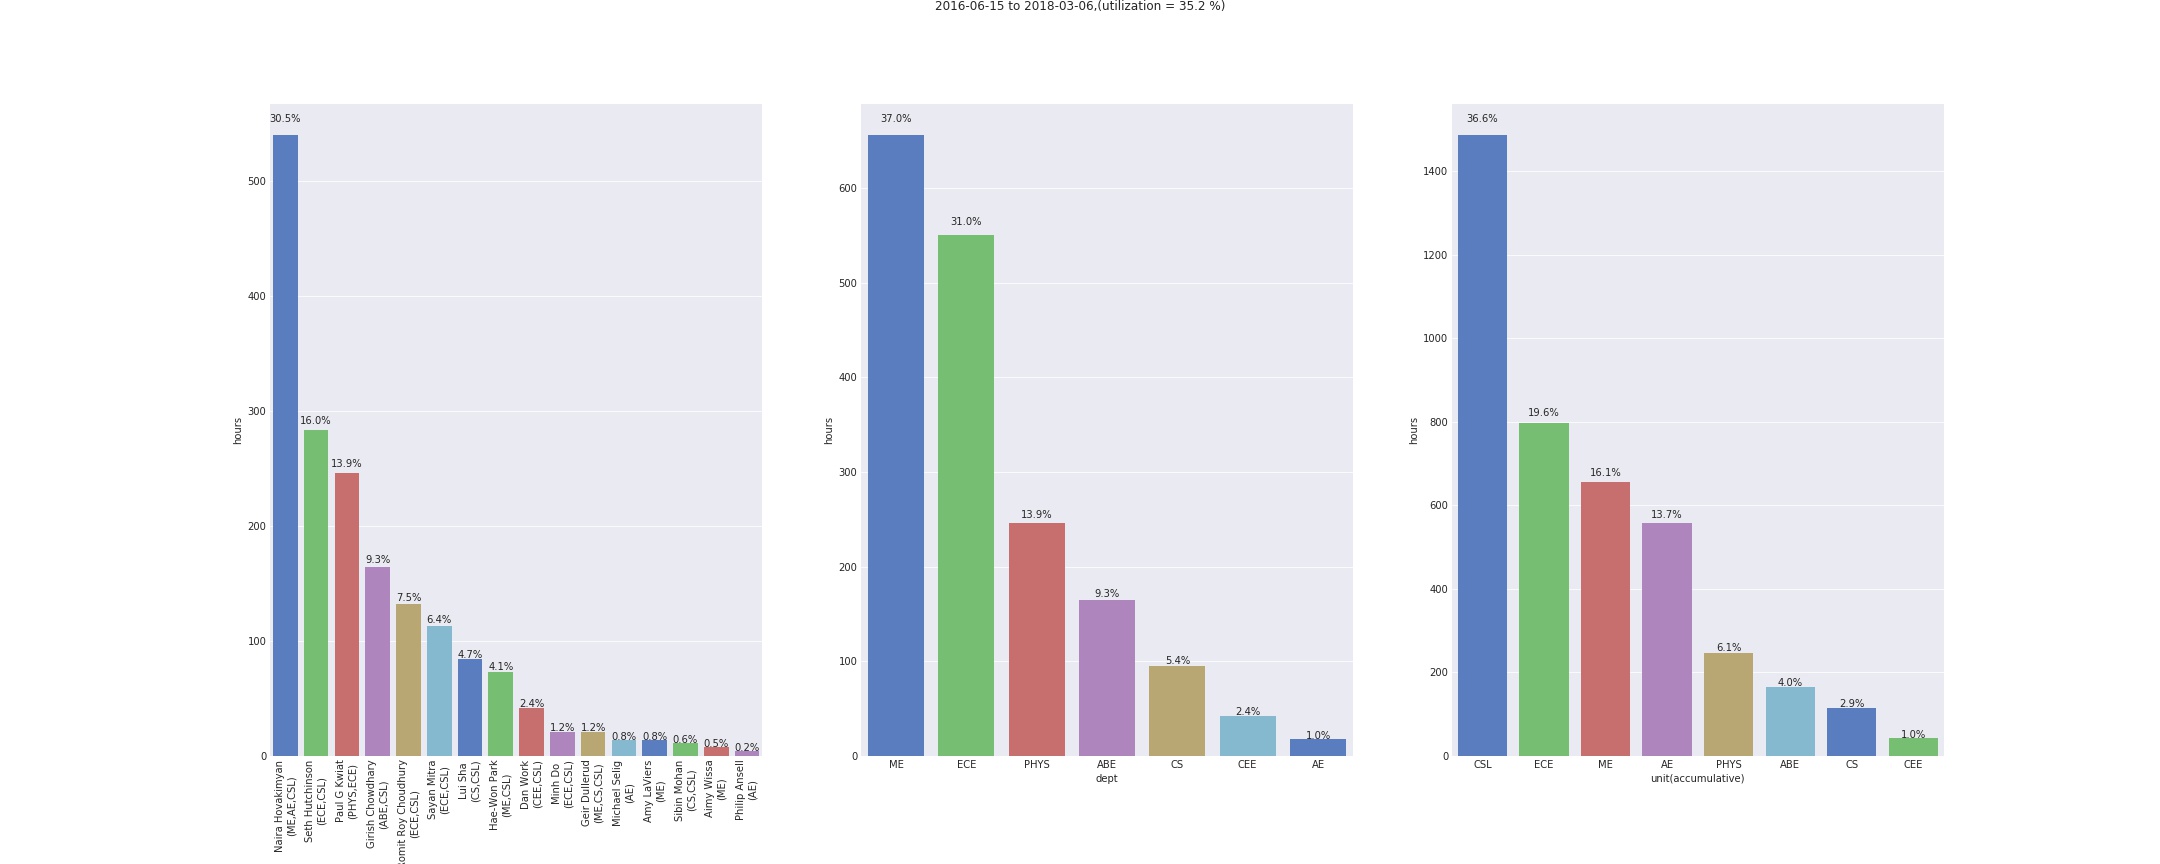 2016-06-15 to 2018-03-06,(utilization = 35.2 %)
30.5%
16.0%
13.9%
9.3%
7.5%
6.4%
4.7%
4.1%
2.4%
1.2%
1.2%
0.8%
0.8%
0.6%
0.5%
0.2%
500
400
300
200
100
0
hours
Naira Hovakimyan
(ME,AE,CSL)
Seth Hutchinson
(ECE,CSL)
Paul G Kwiat
(PHYS,ECE)
Girish Chowdhary
(ABE,CSL)
Roy Choudhury
(ECE,CSL)
Sayan Mitra
(ECE,CSL)
Lui Sha
(CS,CSL)
Hae-Won Park
(ME,CSL)
Dan Work
(CEE,CSL)
Minh Do
(ECE,CSL)
Geir Dullerud
(ME,CS,CSL)
Michael Selig
(AE)
Amy LaViers
(ME)
Sibin Mohan
(CS,CSL)
Aimy Wissa
(ME)
Philip Ansell
(AE)
37.0%
31.0%
13.9%
9.3%
5.4%
2.4%
1.0%
600
500
400
300
200
100
0
hours
ME ECE PHYS ABE CS CEE AE
dept
36.6%
19.6%
16.1%
13.7%
6.1%
4.0%
2.9%
1.0%
1400
1200
1000
800
600
400
200
0
hours
CSL ECE ME AE PHYS ABE CS CEE
unit(accumulative)